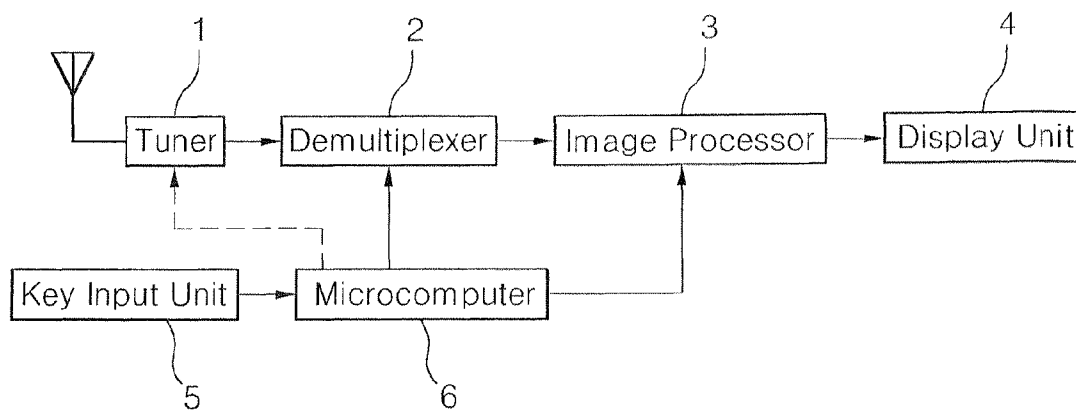 1
2
3
4
Tuner
Demultiplexer
Image Processor
Display Unit
Key Input Unit
Microcomputer
5
6